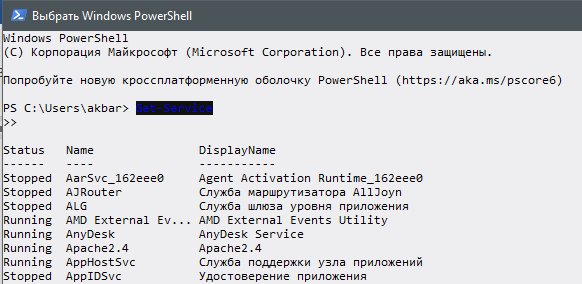 Выбрать Windows PowerShell
Windows PowerShell
(C) Корпорация Майкрософт (Microsoft Corporation). Все права защищены.
Попробуйте новую кроссплатформенную оболочку PowerShell (https://aka.ms/pscore6)
PS C:\Users\akbar> Get-Service
>>
Status   Name               DisplayName
------   ----               -----------
Stopped  AarSvc_162eee0     Agent Activation Runtime_162eee0
Stopped  AJRouter           Служба маршрутизатора AllJoyn
Stopped  ALG                Служба шлюза уровня приложения
Running  AMD External Ev... AMD External Events Utility
Running  AnyDesk            AnyDesk Service
Running  Apache2.4          Apache2.4
Running  AppHostSvc         Служба поддержки узла приложений
Stopped  AppIDSvc           Удостоверение приложения